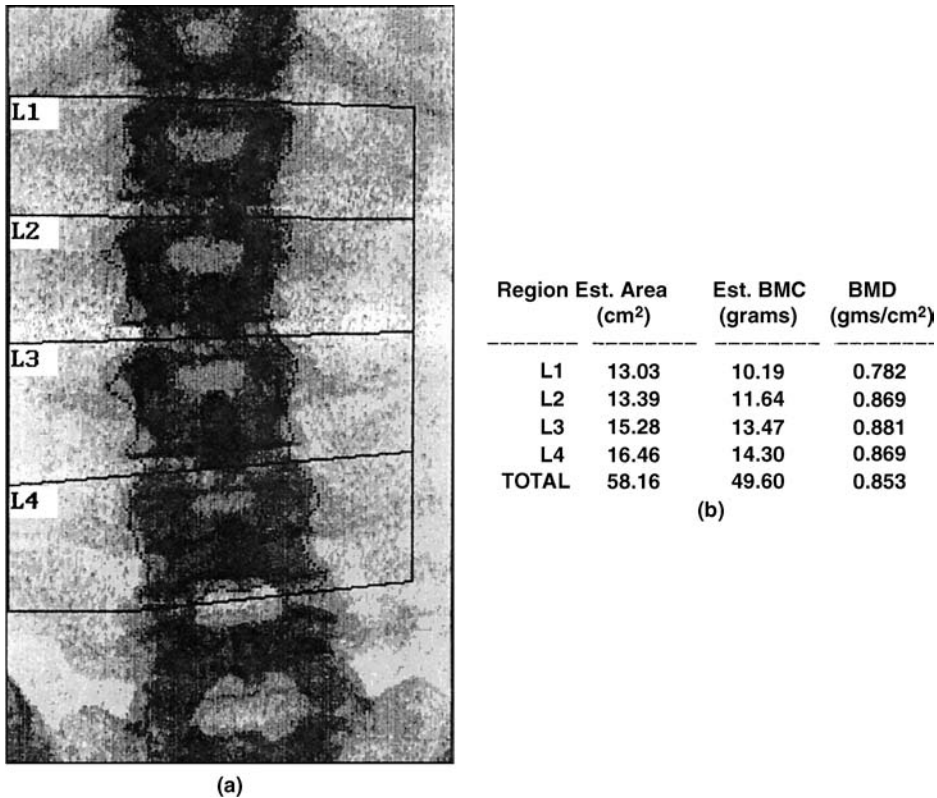 L1
L2
L3
L4
(a)
Region Est. Area Est. BMC BMD
(cm²) (grams) (gms/cm²)
L1 13.03 10.19 0.782
L2 13.39 11.64 0.869
L3 15.28 13.47 0.881
L4 16.46 14.30 0.869
TOTAL 58.16 49.60 0.853
(b)